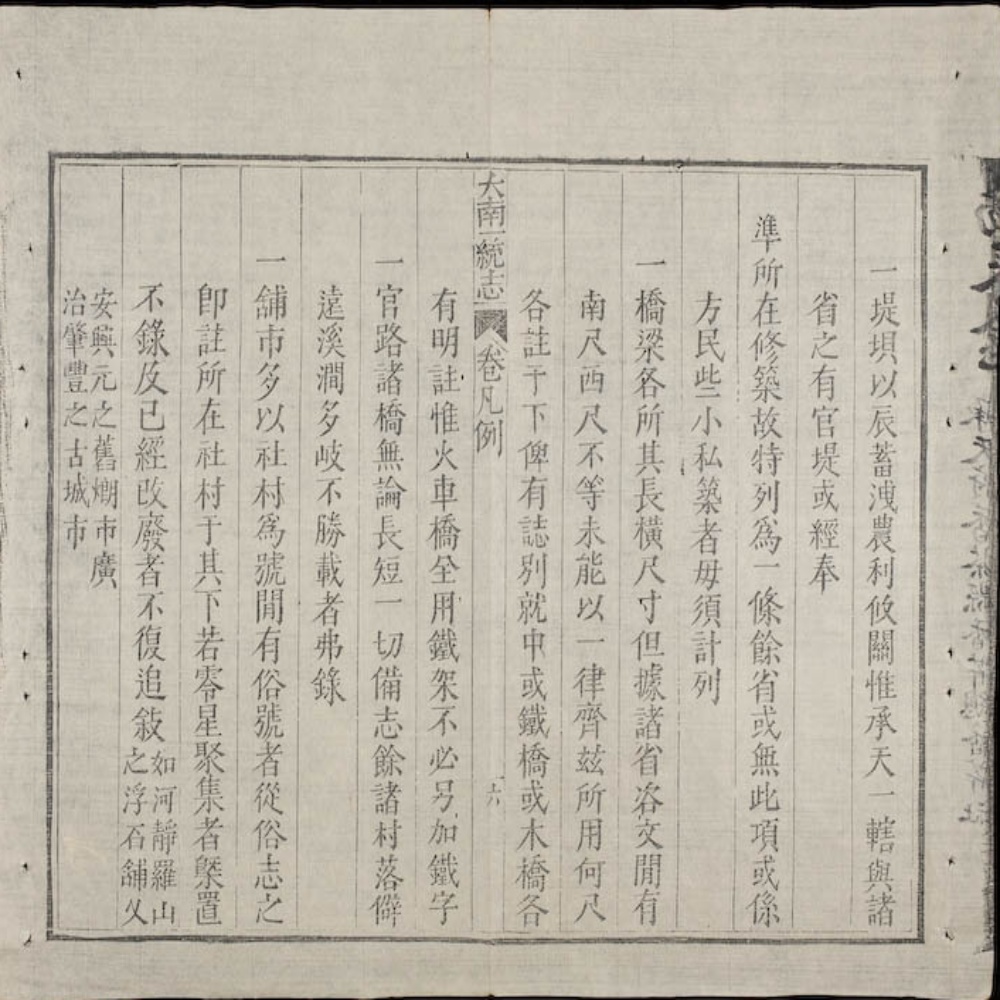 一堤埧以辰蓄洩農利攸關惟承天一轄與諸
省之有官堤或經奉
準所在修築故特列爲一條餘省或無此項或係
方民些小私築者毋須計列
一橋梁各所其長橫尺寸但據諸省咨文間有
南尺西尺不等未能以一律齊玆所用何尺
各註于下俾有誌別就中或鐵橋或木橋各
大南一統志 卷凡例 六
有明註惟火車橋全用鐵架不必另加鐵字
一官路諸橋無論長短一切備志餘諸村落僻
遠溪澗多岐不勝載者弗錄
一舖市多以社村爲號間有俗號者從俗志之
卽註所在社村于其下若零星聚集者槩置
不錄及已經改廢者不復追敍如河靜羅山
之浮石舖乂
安興元之舊𤒘市廣
治肇豐之古城市